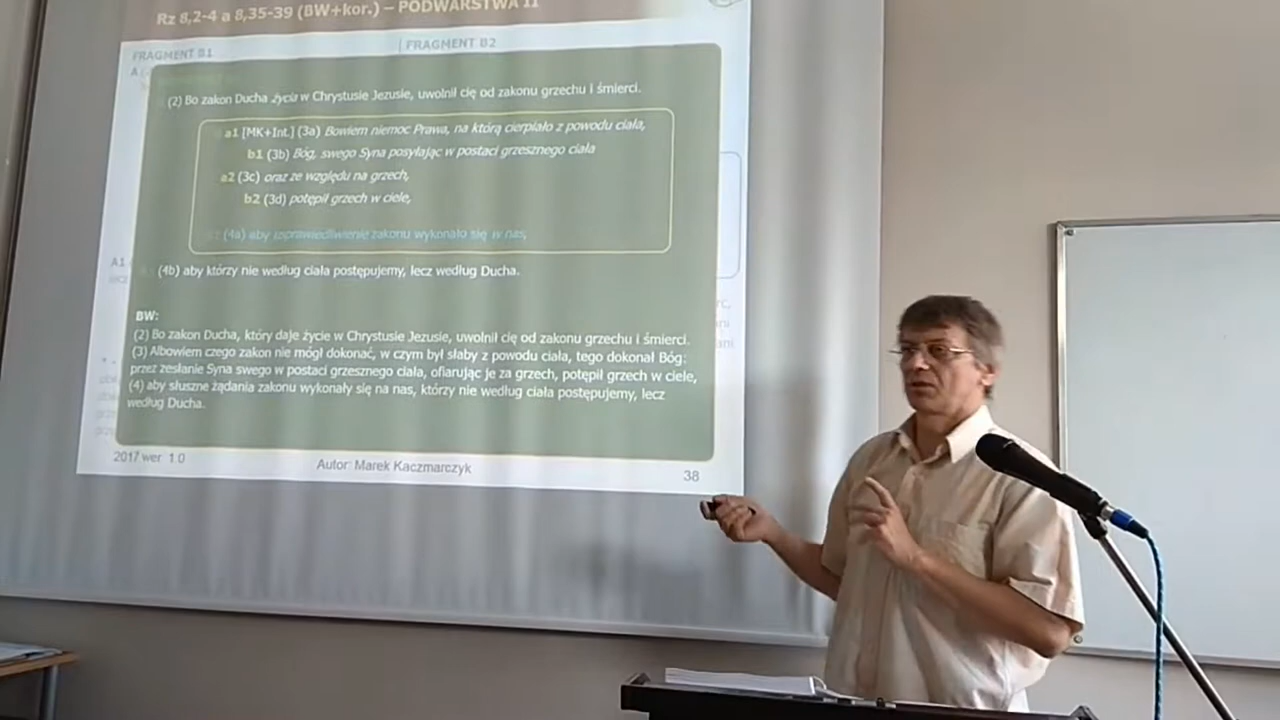 Rz 8,2-4 a 8,35-39 (BW+kor.) – PODWARSTWA II
FRAGMENT B1 | FRAGMENT B2
(2) Bo zakon Ducha życia w Chrystusie Jezusie, uwolnił cię od zakonu grzechu i śmierci.
a1 [MK+Int.] (3a) Bowiem niemoc Prawa, na którą cierpiało z powodu ciała,
b1 (3b) Bóg, swego Syna posyłając w postaci grzesznego ciała
a2 (3c) oraz ze względu na grzech,
b2 (3d) potępił grzech w ciele,
(4a) aby usprawiedliwienie zakonu wykonało się w nas,
A1
(4b) aby którzy nie według ciała postępujemy, lecz według Ducha.
BW:
(2) Bo zakon Ducha, który daje życie w Chrystusie Jezusie, uwolnił cię od zakonu grzechu i śmierci.
(3) Albowiem czego zakon nie mógł dokonać, w czym był słaby z powodu ciała, tego dokonał Bóg:
przez zesłanie Syna swego w postaci grzesznego ciała, ofiarując je za grzech, potępił grzech w ciele,
(4) aby słuszne żądania zakonu wykonały się na nas, którzy nie według ciała postępujemy, lecz
według Ducha.
2017 wer 1.0 Autor: Marek Kaczmarczyk 38